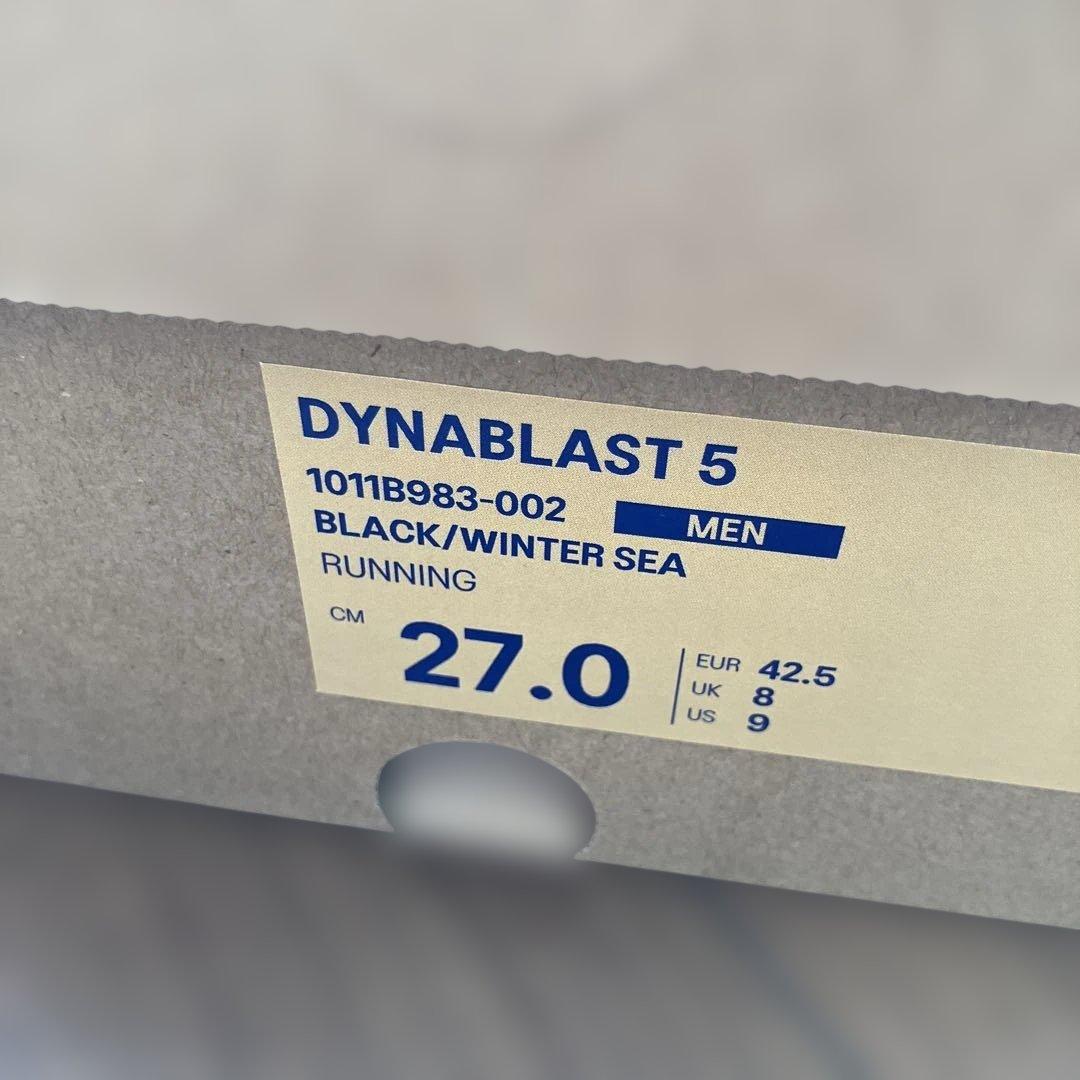 DYNABLAST 5
1011B983-002
MEN
BLACK/WINTER SEA
RUNNING
CM 27.0
EUR 42.5
UK 8
US 9